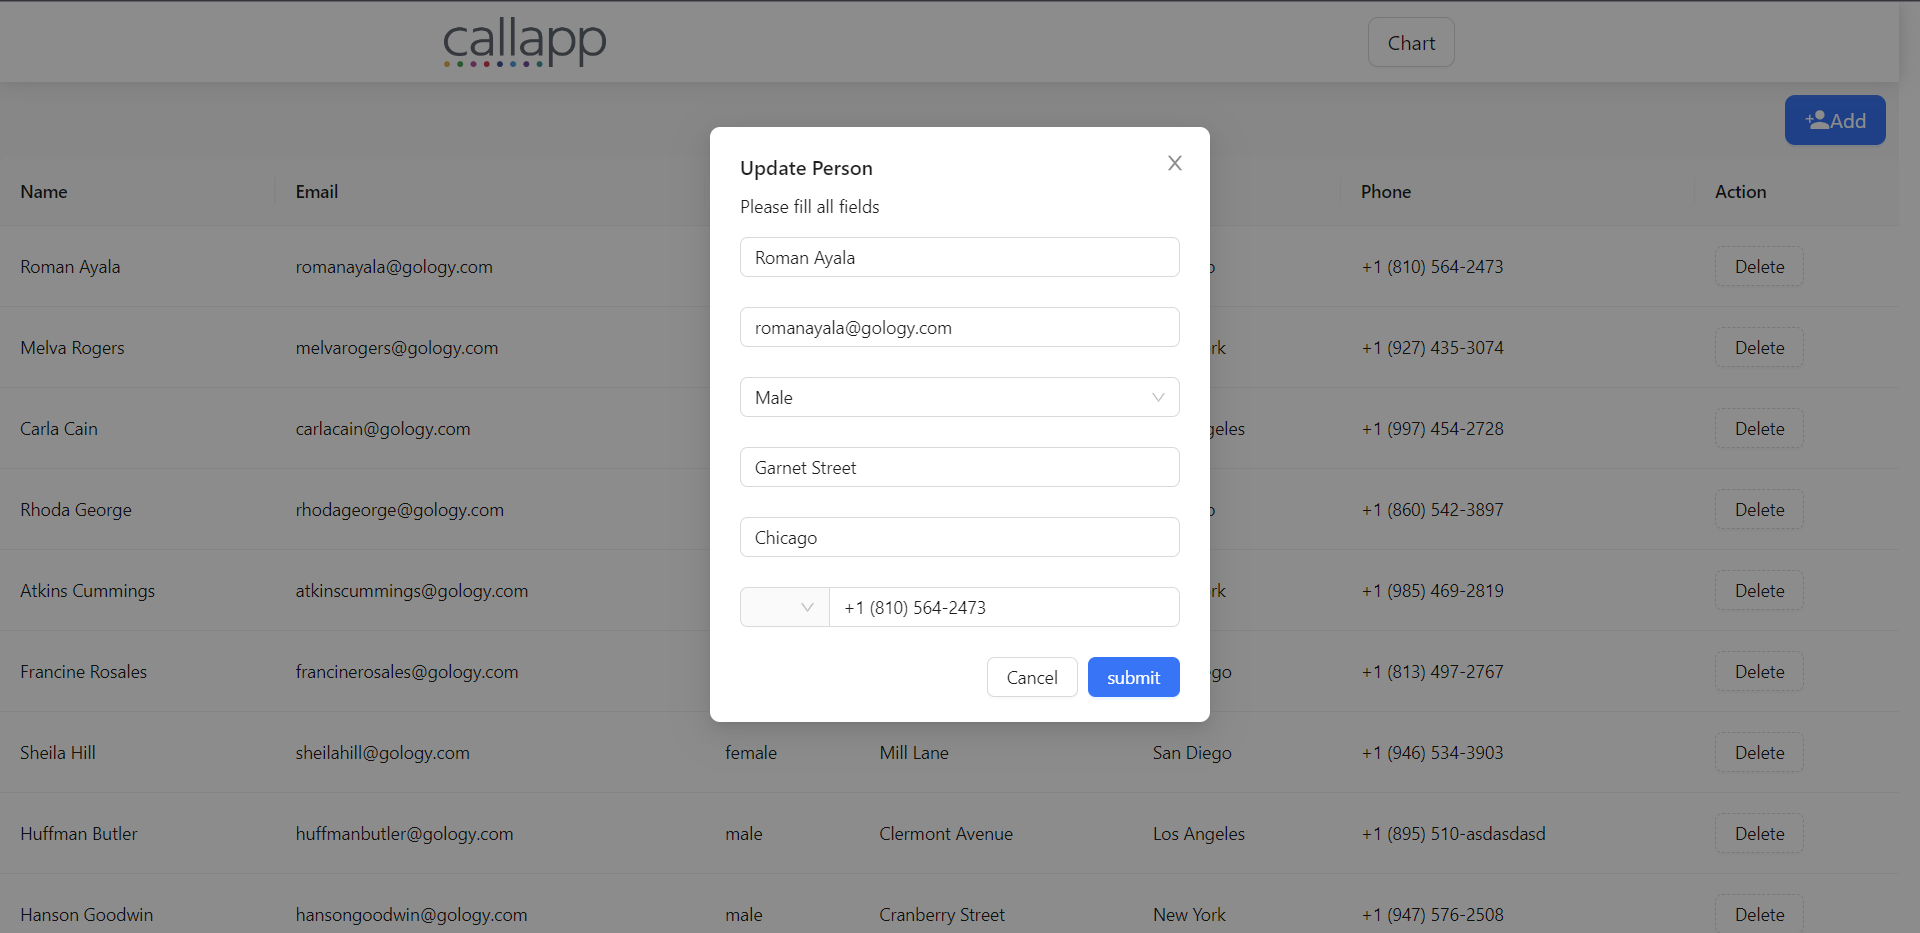 callapp
Chart
Add
Name Email Phone Action
Update Person
Please fill all fields
Roman Ayala
romanayala@gology.com
Male
Garnet Street
Chicago
+1 (810) 564-2473
Cancel submit
Roman Ayala romanayala@gology.com +1 (810) 564-2473 Delete
Melva Rogers melvarogers@gology.com rk +1 (927) 435-3074 Delete
Carla Cain carlacain@gology.com geles +1 (997) 454-2728 Delete
Rhoda George rhodageorge@gology.com +1 (860) 542-3897 Delete
Atkins Cummings atkinscummings@gology.com rk +1 (985) 469-2819 Delete
Francine Rosales francinerosales@gology.com go +1 (813) 497-2767 Delete
Sheila Hill sheilahill@gology.com female Mill Lane San Diego +1 (946) 534-3903 Delete
Huffman Butler huffmanbutler@gology.com male Clermont Avenue Los Angeles +1 (895) 510-asdasdasd Delete
Hanson Goodwin hansongoodwin@gology.com male Cranberry Street New York +1 (947) 576-2508 Delete